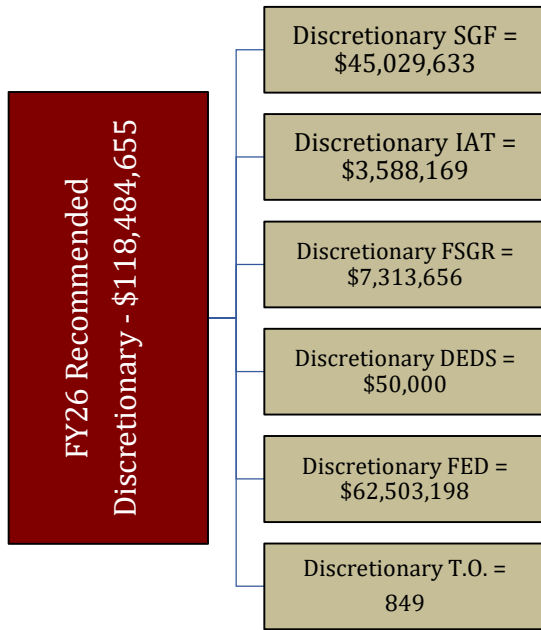 FY26 Recommended
Discretionary - $118,484,655
Discretionary SGF =
$45,029,633
Discretionary IAT =
$3,588,169
Discretionary FSGR =
$7,313,656
Discretionary DEDS =
$50,000
Discretionary FED =
$62,503,198
Discretionary T.O. =
849